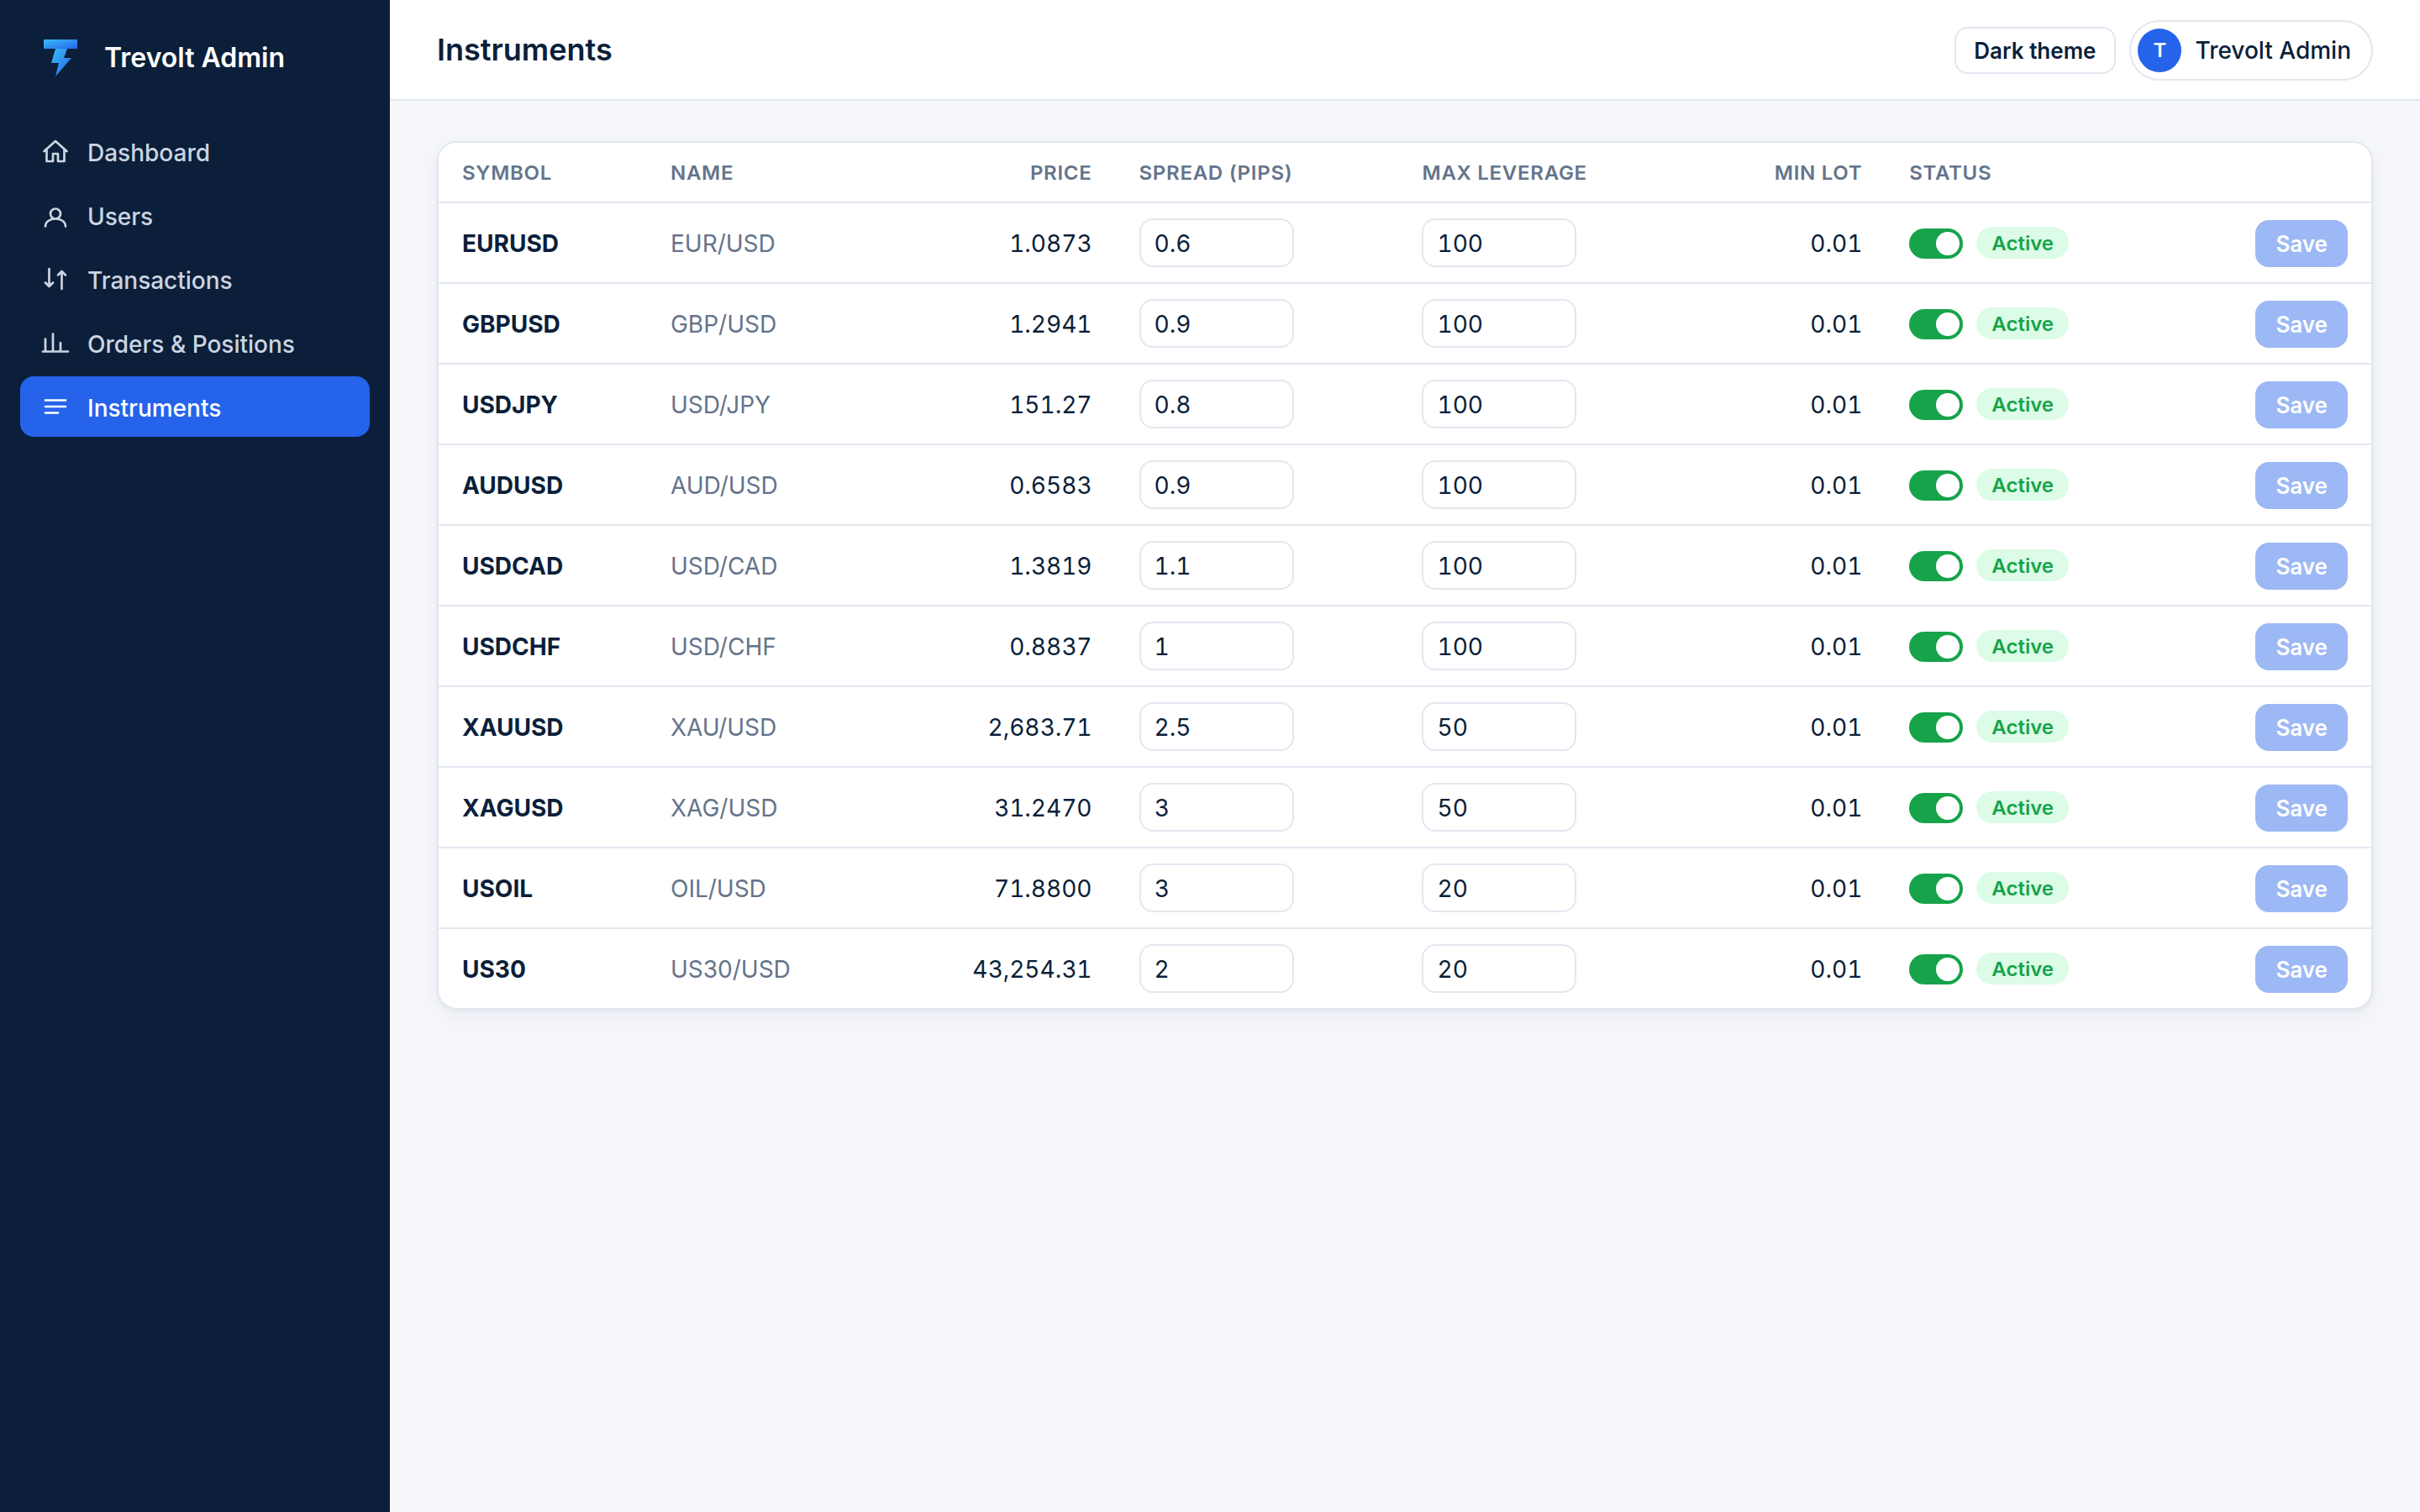 Trevolt Admin
Dashboard
Users
Transactions
Orders & Positions
Instruments
Instruments
Dark theme
T Trevolt Admin
SYMBOL NAME PRICE SPREAD (PIPS) MAX LEVERAGE MIN LOT STATUS
EURUSD EUR/USD 1.0873 0.6 100 0.01 Active Save
GBPUSD GBP/USD 1.2941 0.9 100 0.01 Active Save
USDJPY USD/JPY 151.27 0.8 100 0.01 Active Save
AUDUSD AUD/USD 0.6583 0.9 100 0.01 Active Save
USDCAD USD/CAD 1.3819 1.1 100 0.01 Active Save
USDCHF USD/CHF 0.8837 1 100 0.01 Active Save
XAUUSD XAU/USD 2,683.71 2.5 50 0.01 Active Save
XAGUSD XAG/USD 31.2470 3 50 0.01 Active Save
USOIL OIL/USD 71.8800 3 20 0.01 Active Save
US30 US30/USD 43,254.31 2 20 0.01 Active Save